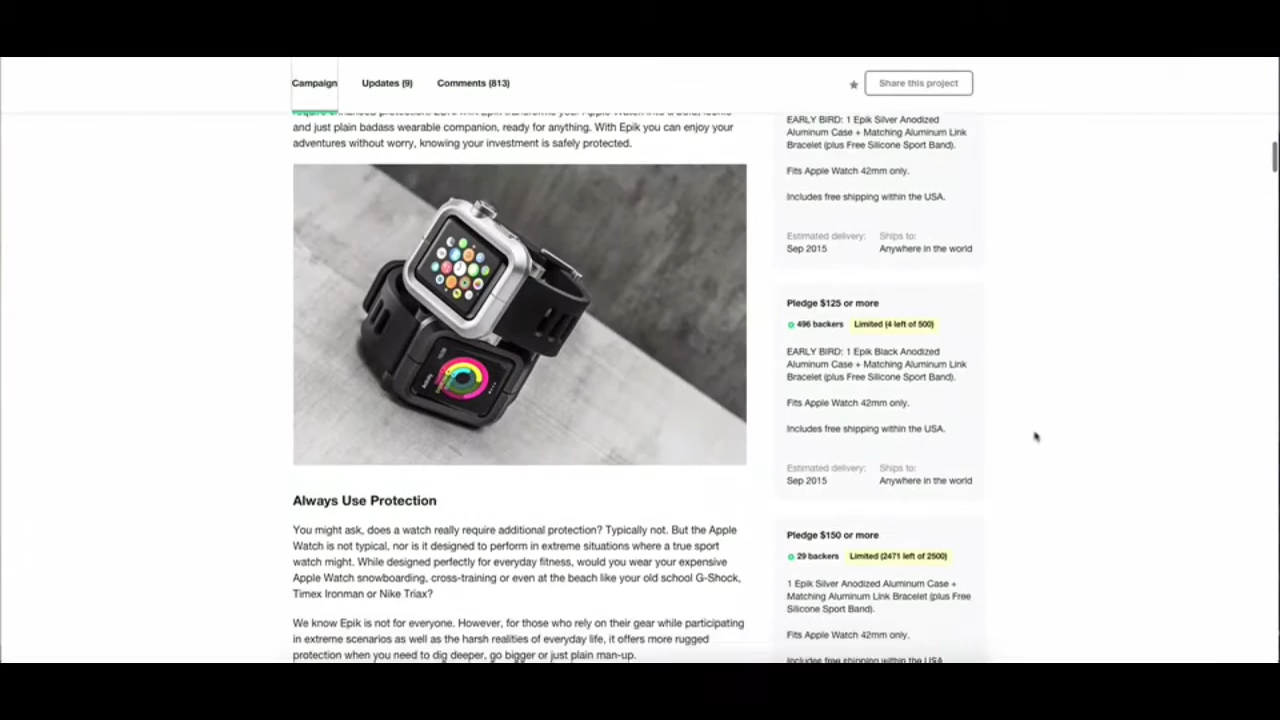 Campaign
Updates (9)
Comments (813)
Share this project
and just plain badass wearable companion, ready for anything. With Epik you can enjoy your
adventures without worry, knowing your investment is safely protected.
Always Use Protection
You might ask, does a watch really require additional protection? Typically not. But the Apple
Watch is not typical, nor is it designed to perform in extreme situations where a true sport
watch might. While designed perfectly for everyday fitness, would you wear your expensive
Apple Watch snowboarding, cross-training or even at the beach like your old school G-Shock,
Timex Ironman or Nike Triax?
We know Epik is not for everyone. However, for those who rely on their gear while participating
in extreme scenarios as well as the harsh realities of everyday life, it offers more rugged
protection when you need to dig deeper, go bigger or just plain man-up.
EARLY BIRD: 1 Epik Silver Anodized
Aluminum Case + Matching Aluminum Link
Bracelet (plus Free Silicone Sport Band).
Fits Apple Watch 42mm only.
Includes free shipping within the USA.
Estimated delivery: Ships to:
Sep 2015 Anywhere in the world
Pledge $125 or more
496 backers Limited (4 left of 500)
EARLY BIRD: 1 Epik Black Anodized
Aluminum Case + Matching Aluminum Link
Bracelet (plus Free Silicone Sport Band).
Fits Apple Watch 42mm only.
Includes free shipping within the USA.
Estimated delivery: Ships to:
Sep 2015 Anywhere in the world
Pledge $150 or more
29 backers Limited (2471 left of 2500)
1 Epik Silver Anodized Aluminum Case +
Matching Aluminum Link Bracelet (plus Free
Silicone Sport Band).
Fits Apple Watch 42mm only.
Includes free shipping within the USA